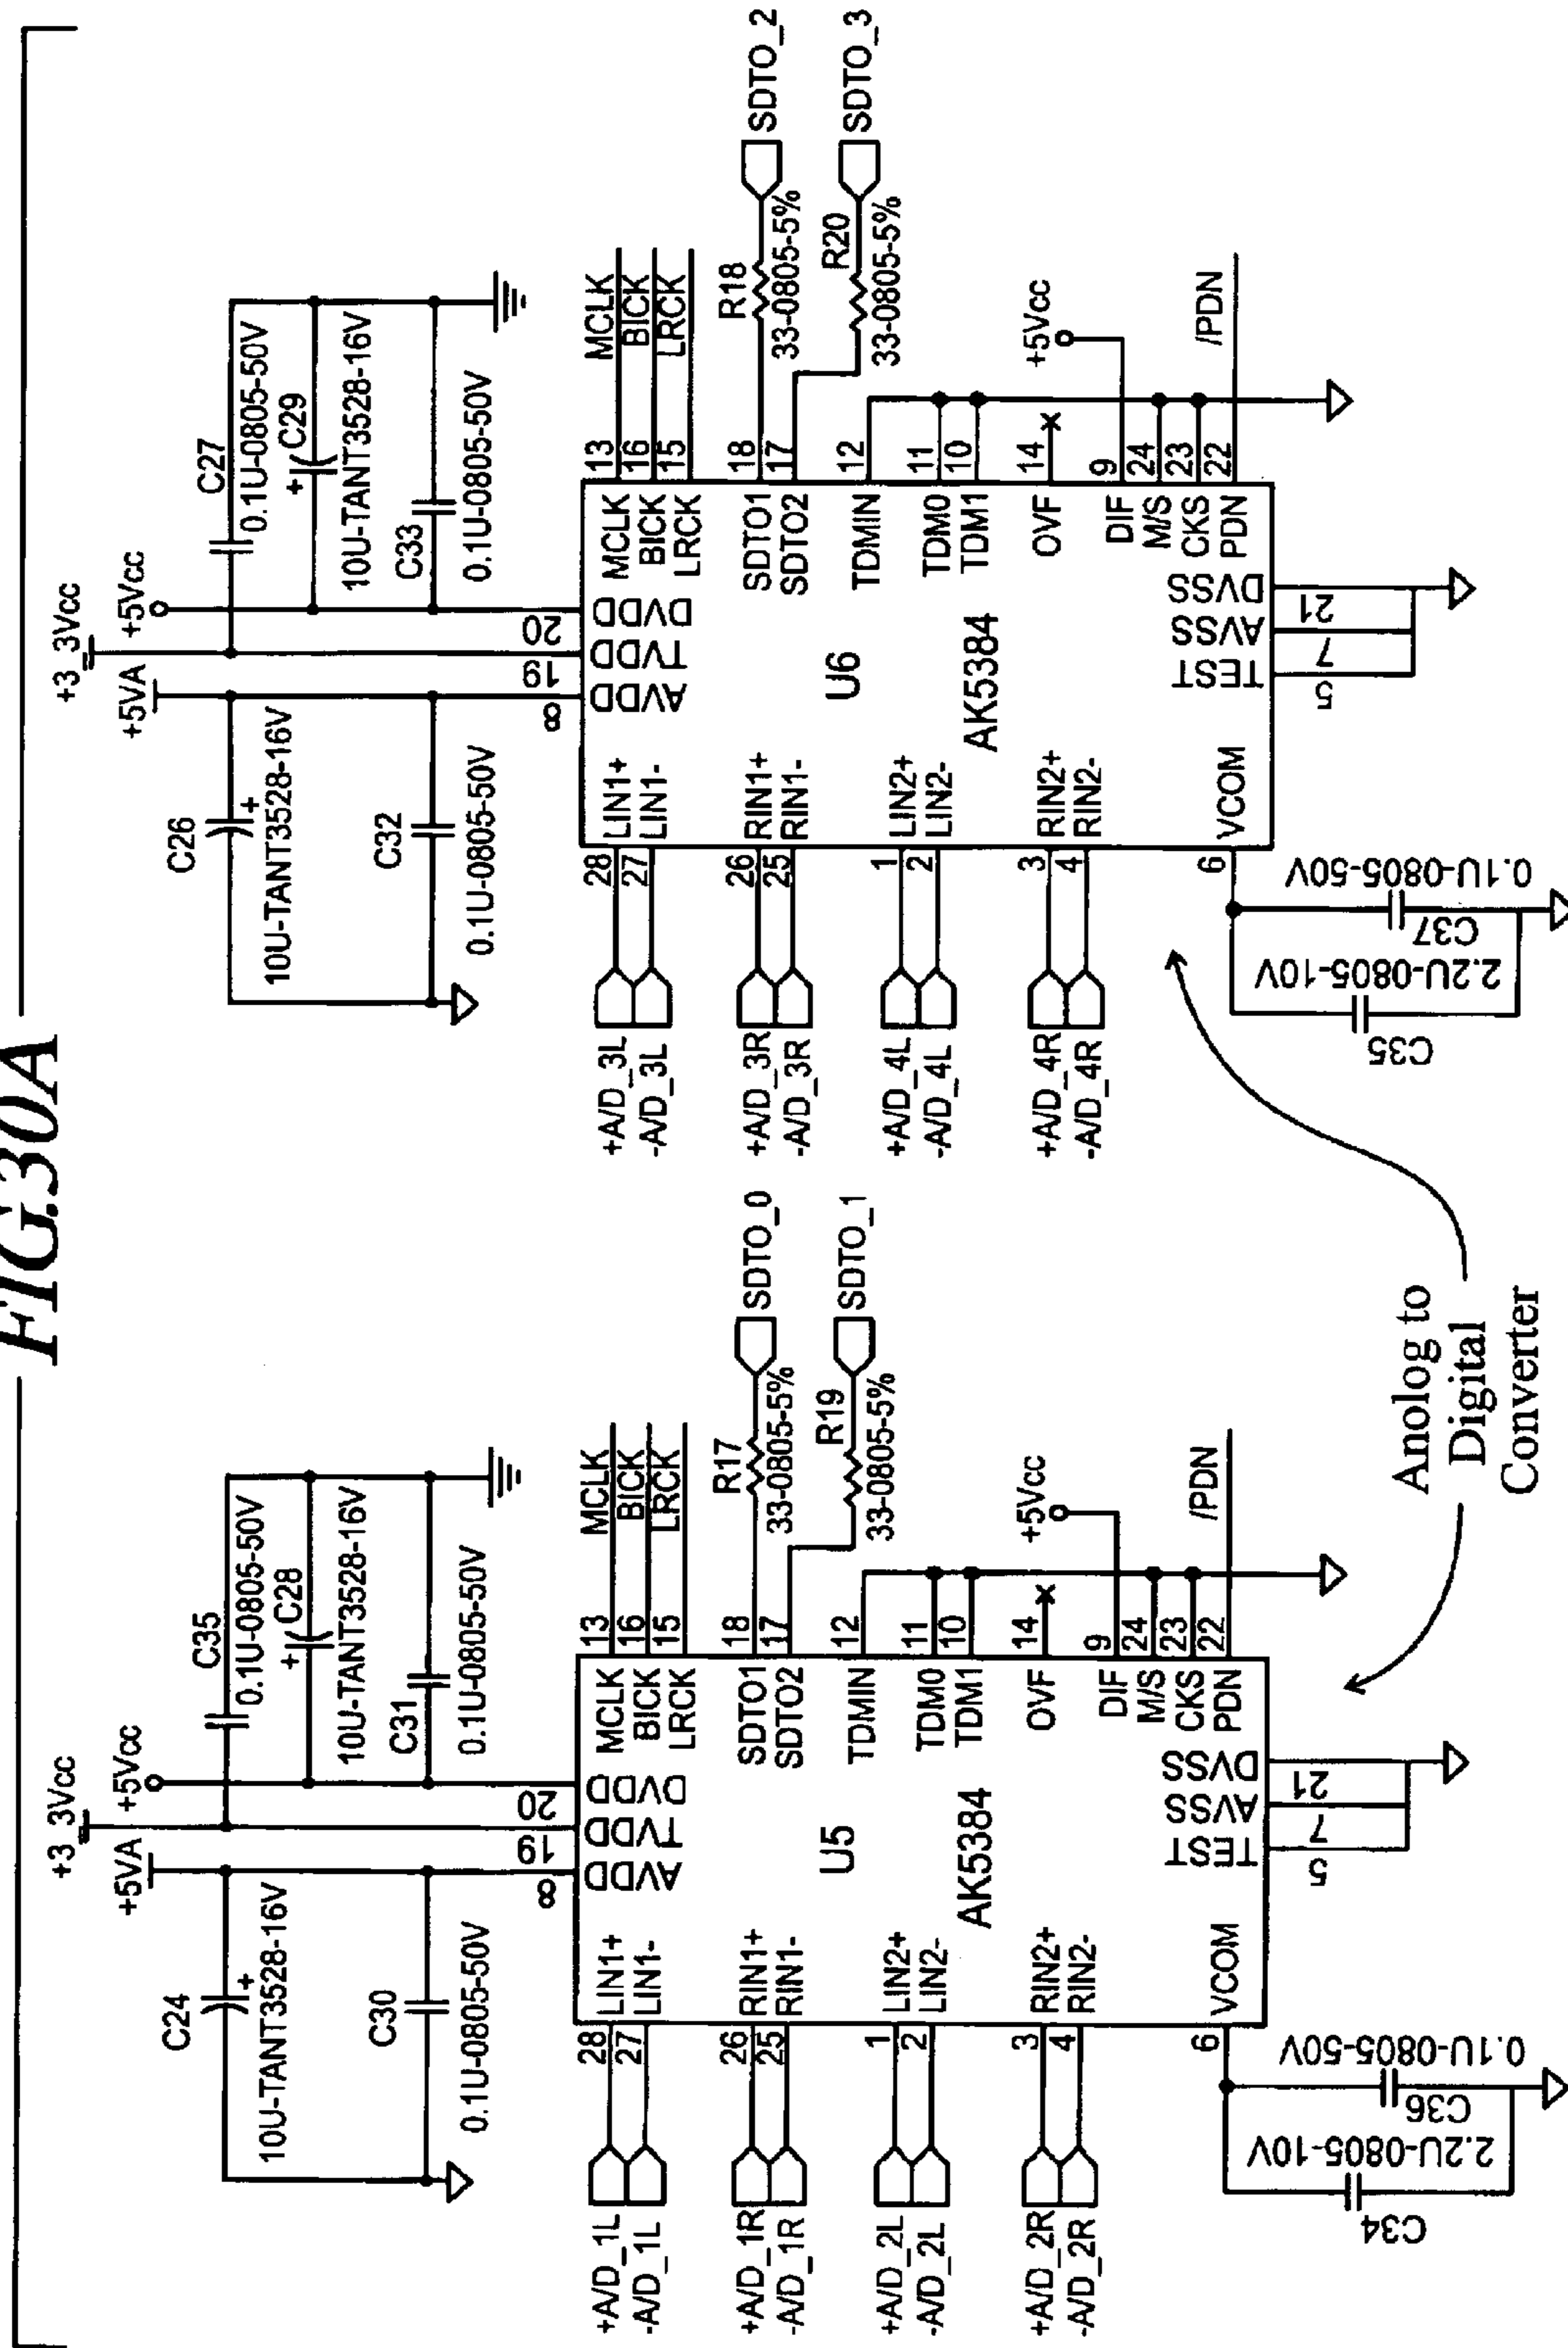 FIG.30A
+3_3Vcc
+5VA
+5Vcc
C24
10U-TANT3528-16V
C30
0.1U-0805-50V
C35
0.1U-0805-50V
C28
10U-TANT3528-16V
C31
0.1U-0805-50V
8
19
20
AVDD
TVDD
DVDD
+A/D_1L
-A/D_1L
+A/D_1R
-A/D_1R
+A/D_2L
-A/D_2L
+A/D_2R
-A/D_2R
28
27
26
25
1
2
3
4
6
LIN1+
LIN1-
RIN1+
RIN1-
LIN2+
LIN2-
RIN2+
RIN2-
VCOM
U5
AK5384
MCLK
BICK
LRCK
SDTO1
SDTO2
TDMIN
TDM0
TDM1
OVF
DIF
M/S
CKS
PDN
13
16
15
18
17
12
11
10
14
9
24
23
22
MCLK
BICK
LRCK
R17
33-0805-5%
SDTO_0
R19
33-0805-5%
SDTO_1
+5Vcc
/PDN
TEST
AVSS
DVSS
5
7
21
C34
2.2U-0805-10V
C36
0.1U-0805-50V
Anolog to
Digital
Converter
+3_3Vcc
+5VA
+5Vcc
C26
10U-TANT3528-16V
C32
0.1U-0805-50V
C27
0.1U-0805-50V
C29
10U-TANT3528-16V
C33
0.1U-0805-50V
8
19
20
AVDD
TVDD
DVDD
+A/D_3L
-A/D_3L
+A/D_3R
-A/D_3R
+A/D_4L
-A/D_4L
+A/D_4R
-A/D_4R
28
27
26
25
1
2
3
4
6
LIN1+
LIN1-
RIN1+
RIN1-
LIN2+
LIN2-
RIN2+
RIN2-
VCOM
U6
AK5384
MCLK
BICK
LRCK
SDTO1
SDTO2
TDMIN
TDM0
TDM1
OVF
DIF
M/S
CKS
PDN
13
16
15
18
17
12
11
10
14
9
24
23
22
MCLK
BICK
LRCK
R18
33-0805-5%
SDTO_2
R20
33-0805-5%
SDTO_3
+5Vcc
/PDN
TEST
AVSS
DVSS
5
7
21
C35
2.2U-0805-10V
C37
0.1U-0805-50V